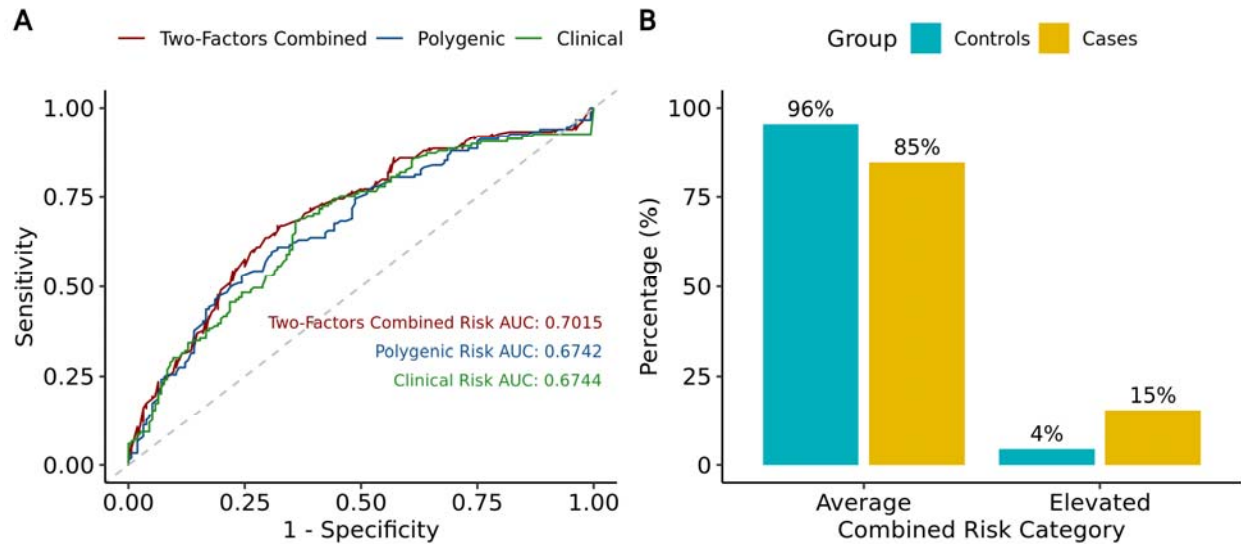 A
Two-Factors Combined Polygenic Clinical
1.00
0.75
0.50
0.25
0.00
Sensitivity
Two-Factors Combined Risk AUC: 0.7015
Polygenic Risk AUC: 0.6742
Clinical Risk AUC: 0.6744
0.00 0.25 0.50 0.75 1.00
1 - Specificity
B
Group Controls Cases
100
75
50
25
0
Percentage (%)
96%
85%
4%
15%
Average Elevated
Combined Risk Category